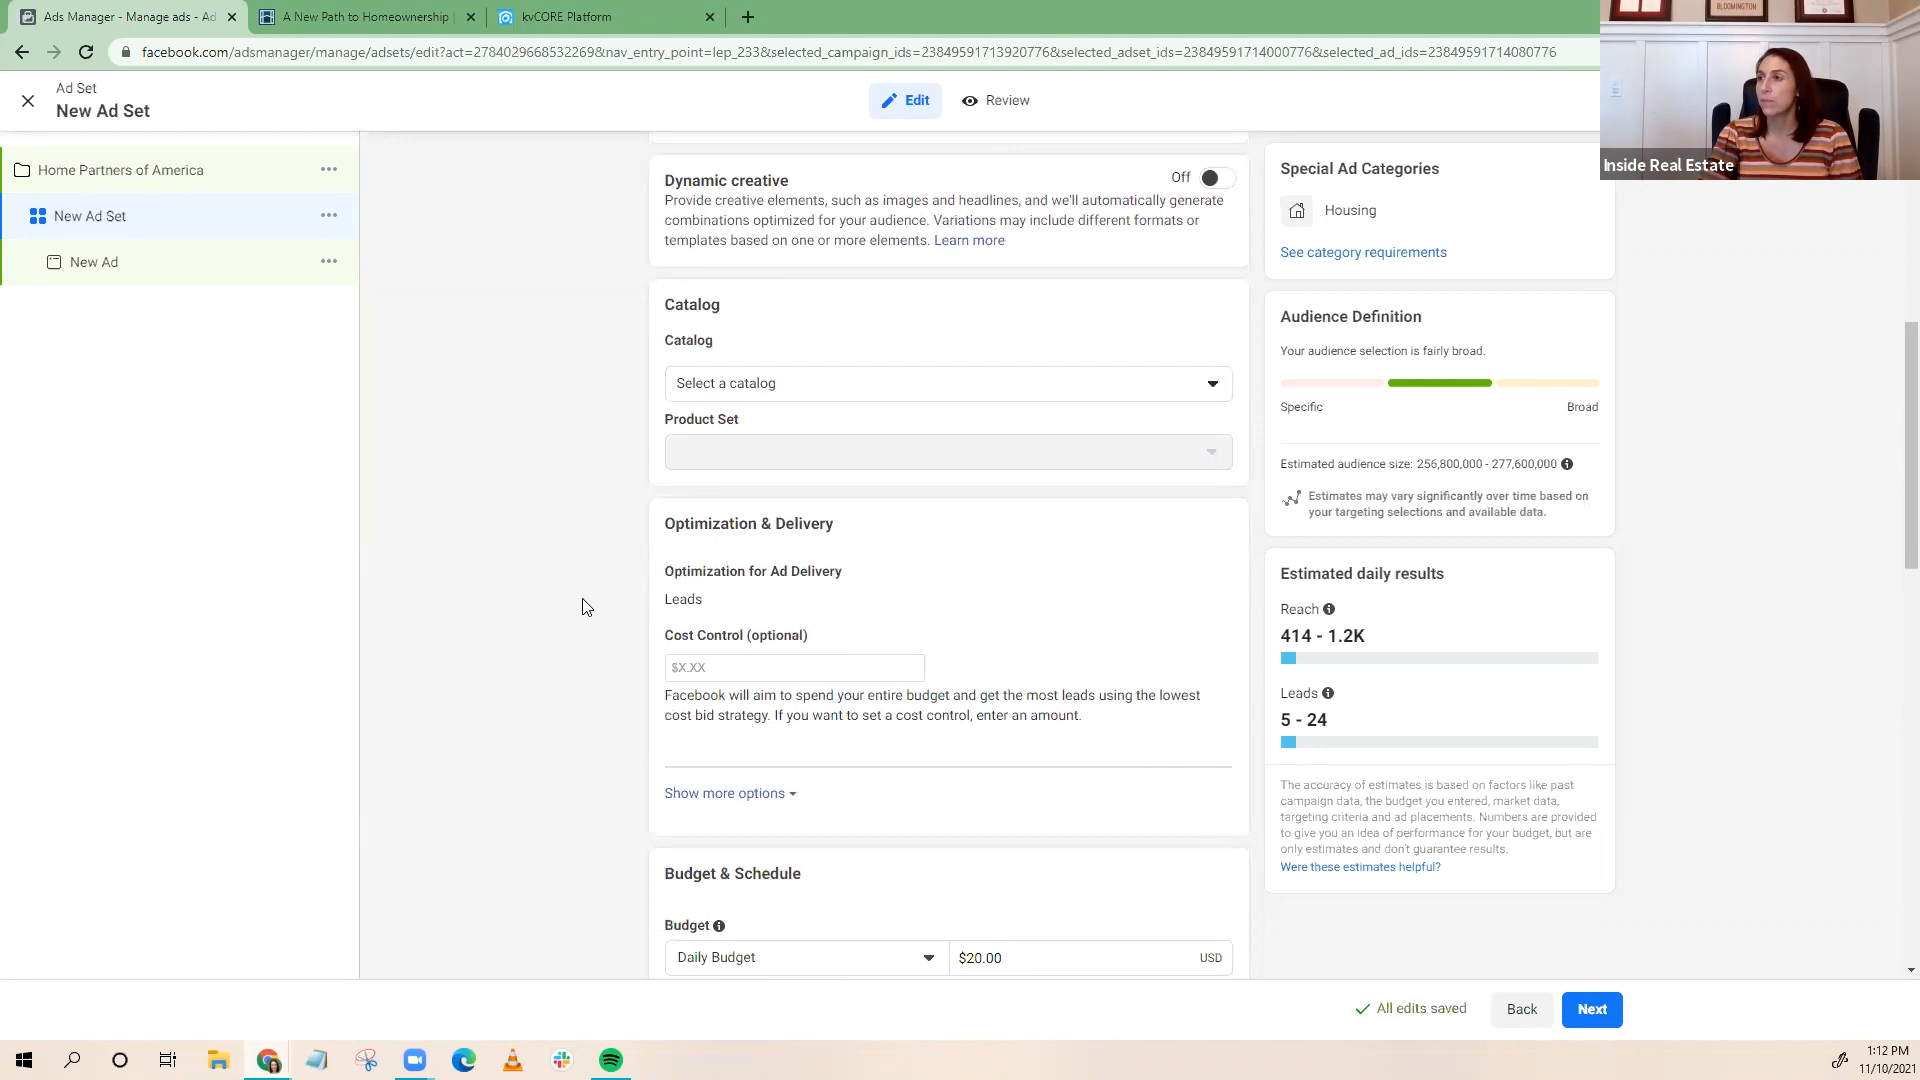 Ads Manager - Manage ads - Ad
A New Path to Homeownership
kvCORE Platform
facebook.com/adsmanager/manage/adsets/edit?act=278402966853226​9&nav_entry_point=lep_233&selected_campaign_ids=23849591713920776&selected_adset_ids=23849591714000776&selected_ad_ids=23849591714080776
Ad Set
New Ad Set
Edit
Review
BLOOMINGTON
Inside Real Estate
Home Partners of America
New Ad Set
New Ad
Dynamic creative
Off
Provide creative elements, such as images and headlines, and we'll automatically generate
combinations optimized for your audience. Variations may include different formats or
templates based on one or more elements. Learn more
Catalog
Catalog
Select a catalog
Product Set
Optimization & Delivery
Optimization for Ad Delivery
Leads
Cost Control (optional)
$X.XX
Facebook will aim to spend your entire budget and get the most leads using the lowest
cost bid strategy. If you want to set a cost control, enter an amount.
Show more options
Budget & Schedule
Budget
Daily Budget
$20.00 USD
Special Ad Categories
Housing
See category requirements
Audience Definition
Your audience selection is fairly broad.
Specific Broad
Estimated audience size: 256,800,000 - 277,600,000
Estimates may vary significantly over time based on
your targeting selections and available data.
Estimated daily results
Reach
414 - 1.2K
Leads
5 - 24
The accuracy of estimates is based on factors like past
campaign data, the budget you entered, market data,
targeting criteria and ad placements. Numbers are provided
to give you an idea of performance for your budget, but are
only estimates and don't guarantee results.
Were these estimates helpful?
All edits saved
Back
Next
1:12 PM
11/10/2021